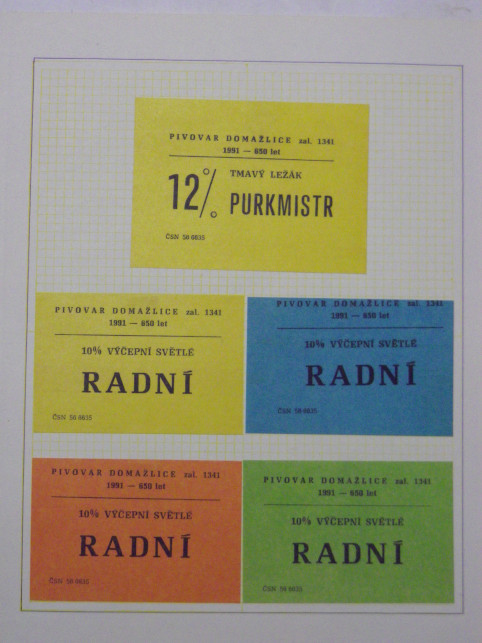 PIVOVAR DOMAŽLICE zal. 1341
1991 — 650 let
12% TMAVÝ LEŽÁK
PURKMISTR
ČSN 56 6635
PIVOVAR DOMAŽLICE zal. 1341
1991 — 650 let
10% VÝČEPNÍ SVĚTLÉ
RADNÍ
ČSN 56 6635
PIVOVAR DOMAŽLICE zal. 1341
1991 — 650 let
10% VÝČEPNÍ SVĚTLÉ
RADNÍ
ČSN 56 6635
PIVOVAR DOMAŽLICE zal. 1341
1991 — 650 let
10% VÝČEPNÍ SVĚTLÉ
RADNÍ
ČSN 56 6635
PIVOVAR DOMAŽLICE zal. 1341
1991 — 650 let
10% VÝČEPNÍ SVĚTLÉ
RADNÍ
ČSN 56 6635